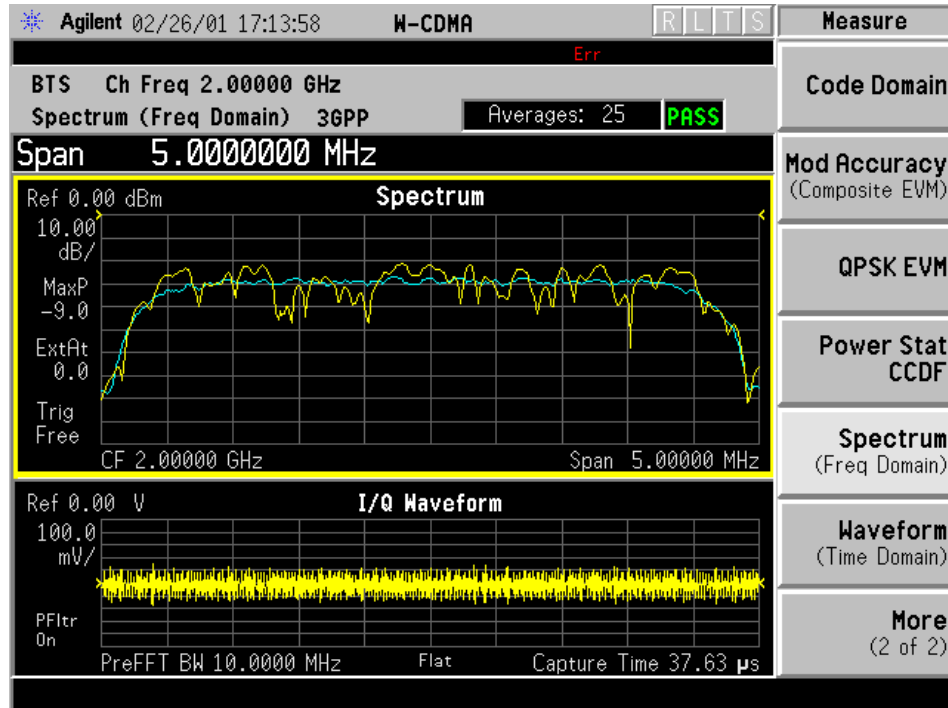 Agilent 02/26/01 17:13:58 W-CDMA R L T S Measure
Err
BTS Ch Freq 2.00000 GHz
Spectrum (Freq Domain) 3GPP Averages: 25 PASS
Code Domain
Span 5.0000000 MHz
Mod Accuracy
(Composite EVM)
Ref 0.00 dBm Spectrum
10.00
dB/
MaxP
-9.0
ExtAt
0.0
Trig
Free
CF 2.00000 GHz Span 5.00000 MHz
QPSK EVM
Power Stat
CCDF
Spectrum
(Freq Domain)
Ref 0.00 V I/Q Waveform
100.0
mV/
PFltr
On
PreFFT BW 10.0000 MHz Flat Capture Time 37.63 µs
Waveform
(Time Domain)
More
(2 of 2)